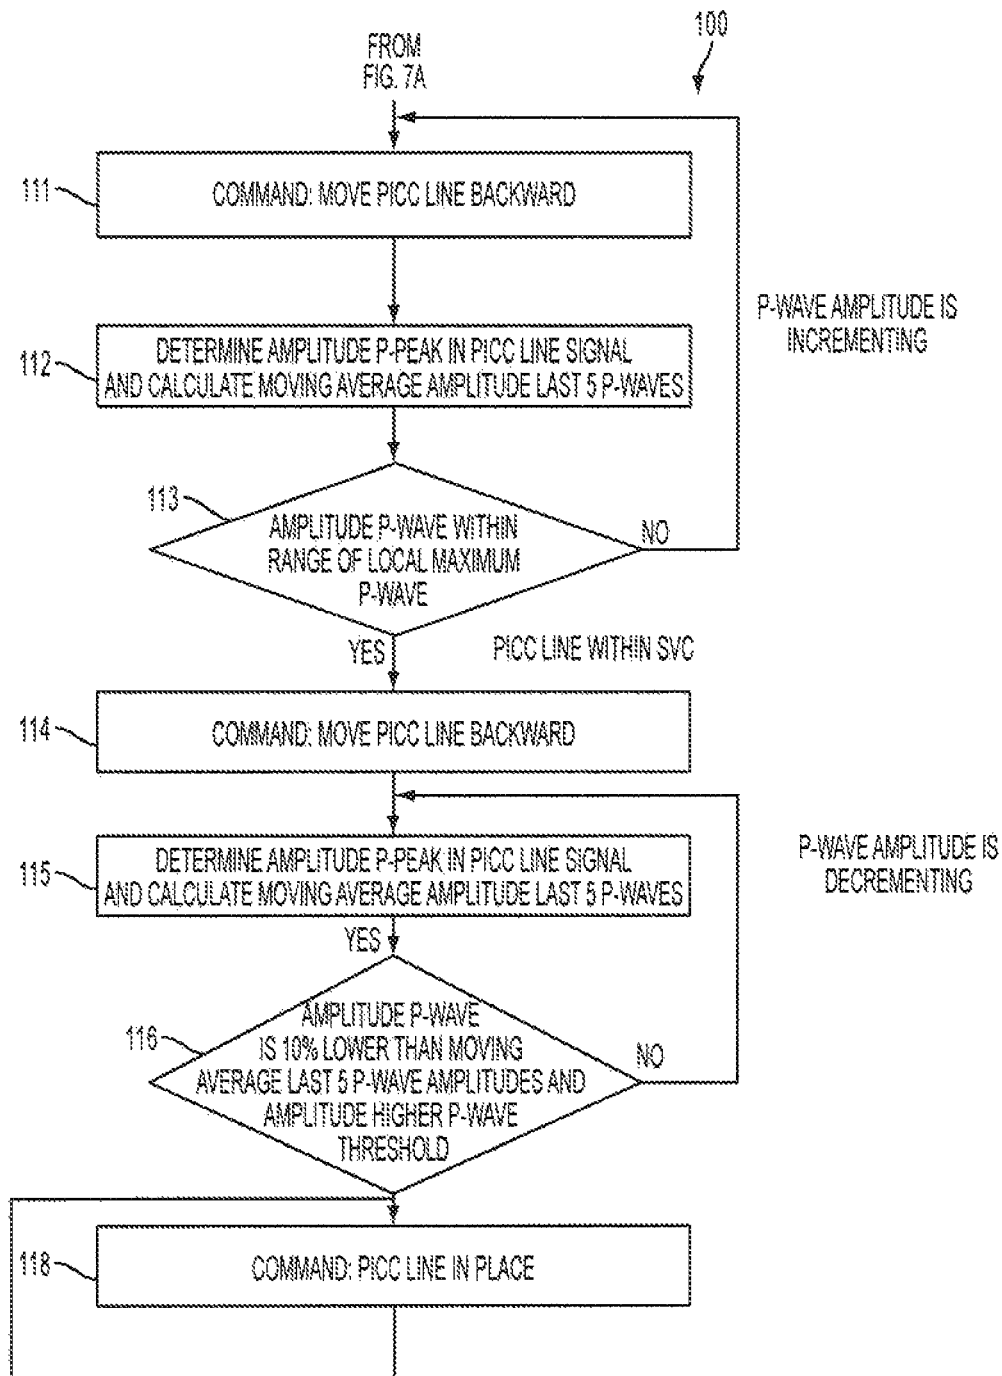 100
FROM
FIG. 7A
111
COMMAND: MOVE PICC LINE BACKWARD
P-WAVE AMPLITUDE IS
INCREMENTING
112
DETERMINE AMPLITUDE P-PEAK IN PICC LINE SIGNAL
AND CALCULATE MOVING AVERAGE AMPLITUDE LAST 5 P-WAVES
113
AMPLITUDE P-WAVE WITHIN
RANGE OF LOCAL MAXIMUM
P-WAVE
NO
YES
PICC LINE WITHIN SVC
114
COMMAND: MOVE PICC LINE BACKWARD
115
DETERMINE AMPLITUDE P-PEAK IN PICC LINE SIGNAL
AND CALCULATE MOVING AVERAGE AMPLITUDE LAST 5 P-WAVES
P-WAVE AMPLITUDE IS
DECREMENTING
YES
116
AMPLITUDE P-WAVE
IS 10% LOWER THAN MOVING
AVERAGE LAST 5 P-WAVE AMPLITUDES AND
AMPLITUDE HIGHER P-WAVE
THRESHOLD
NO
118
COMMAND: PICC LINE IN PLACE